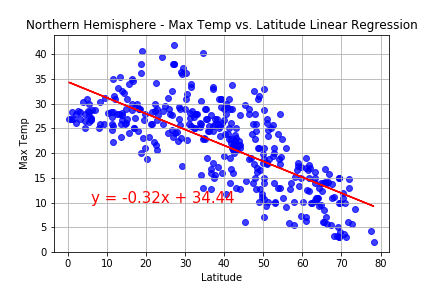 Northern Hemisphere - Max Temp vs. Latitude Linear Regression
Max Temp
40
35
30
25
20
15
10
5
0
y = -0.32x + 34.44
0 10 20 30 40 50 60 70 80
Latitude